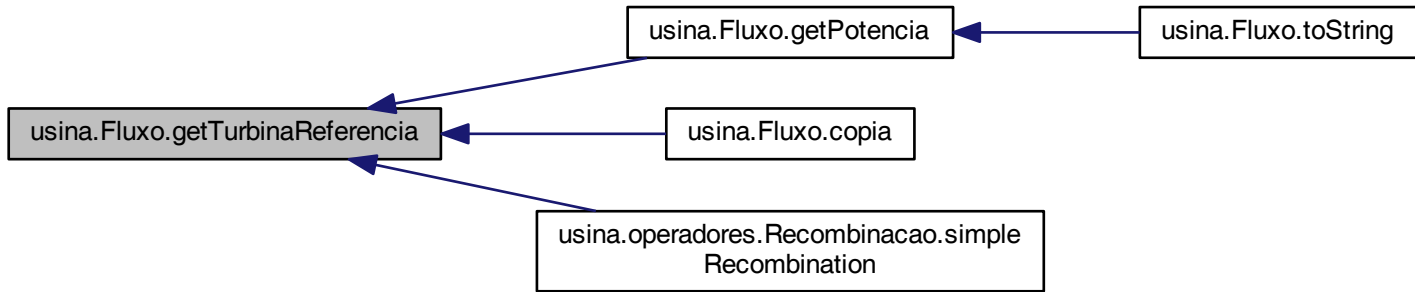 usina.Fluxo.getPotencia
usina.Fluxo.toString
usina.Fluxo.getTurbinaReferencia
usina.Fluxo.copia
usina.operadores.Recombinacao.simple
Recombination